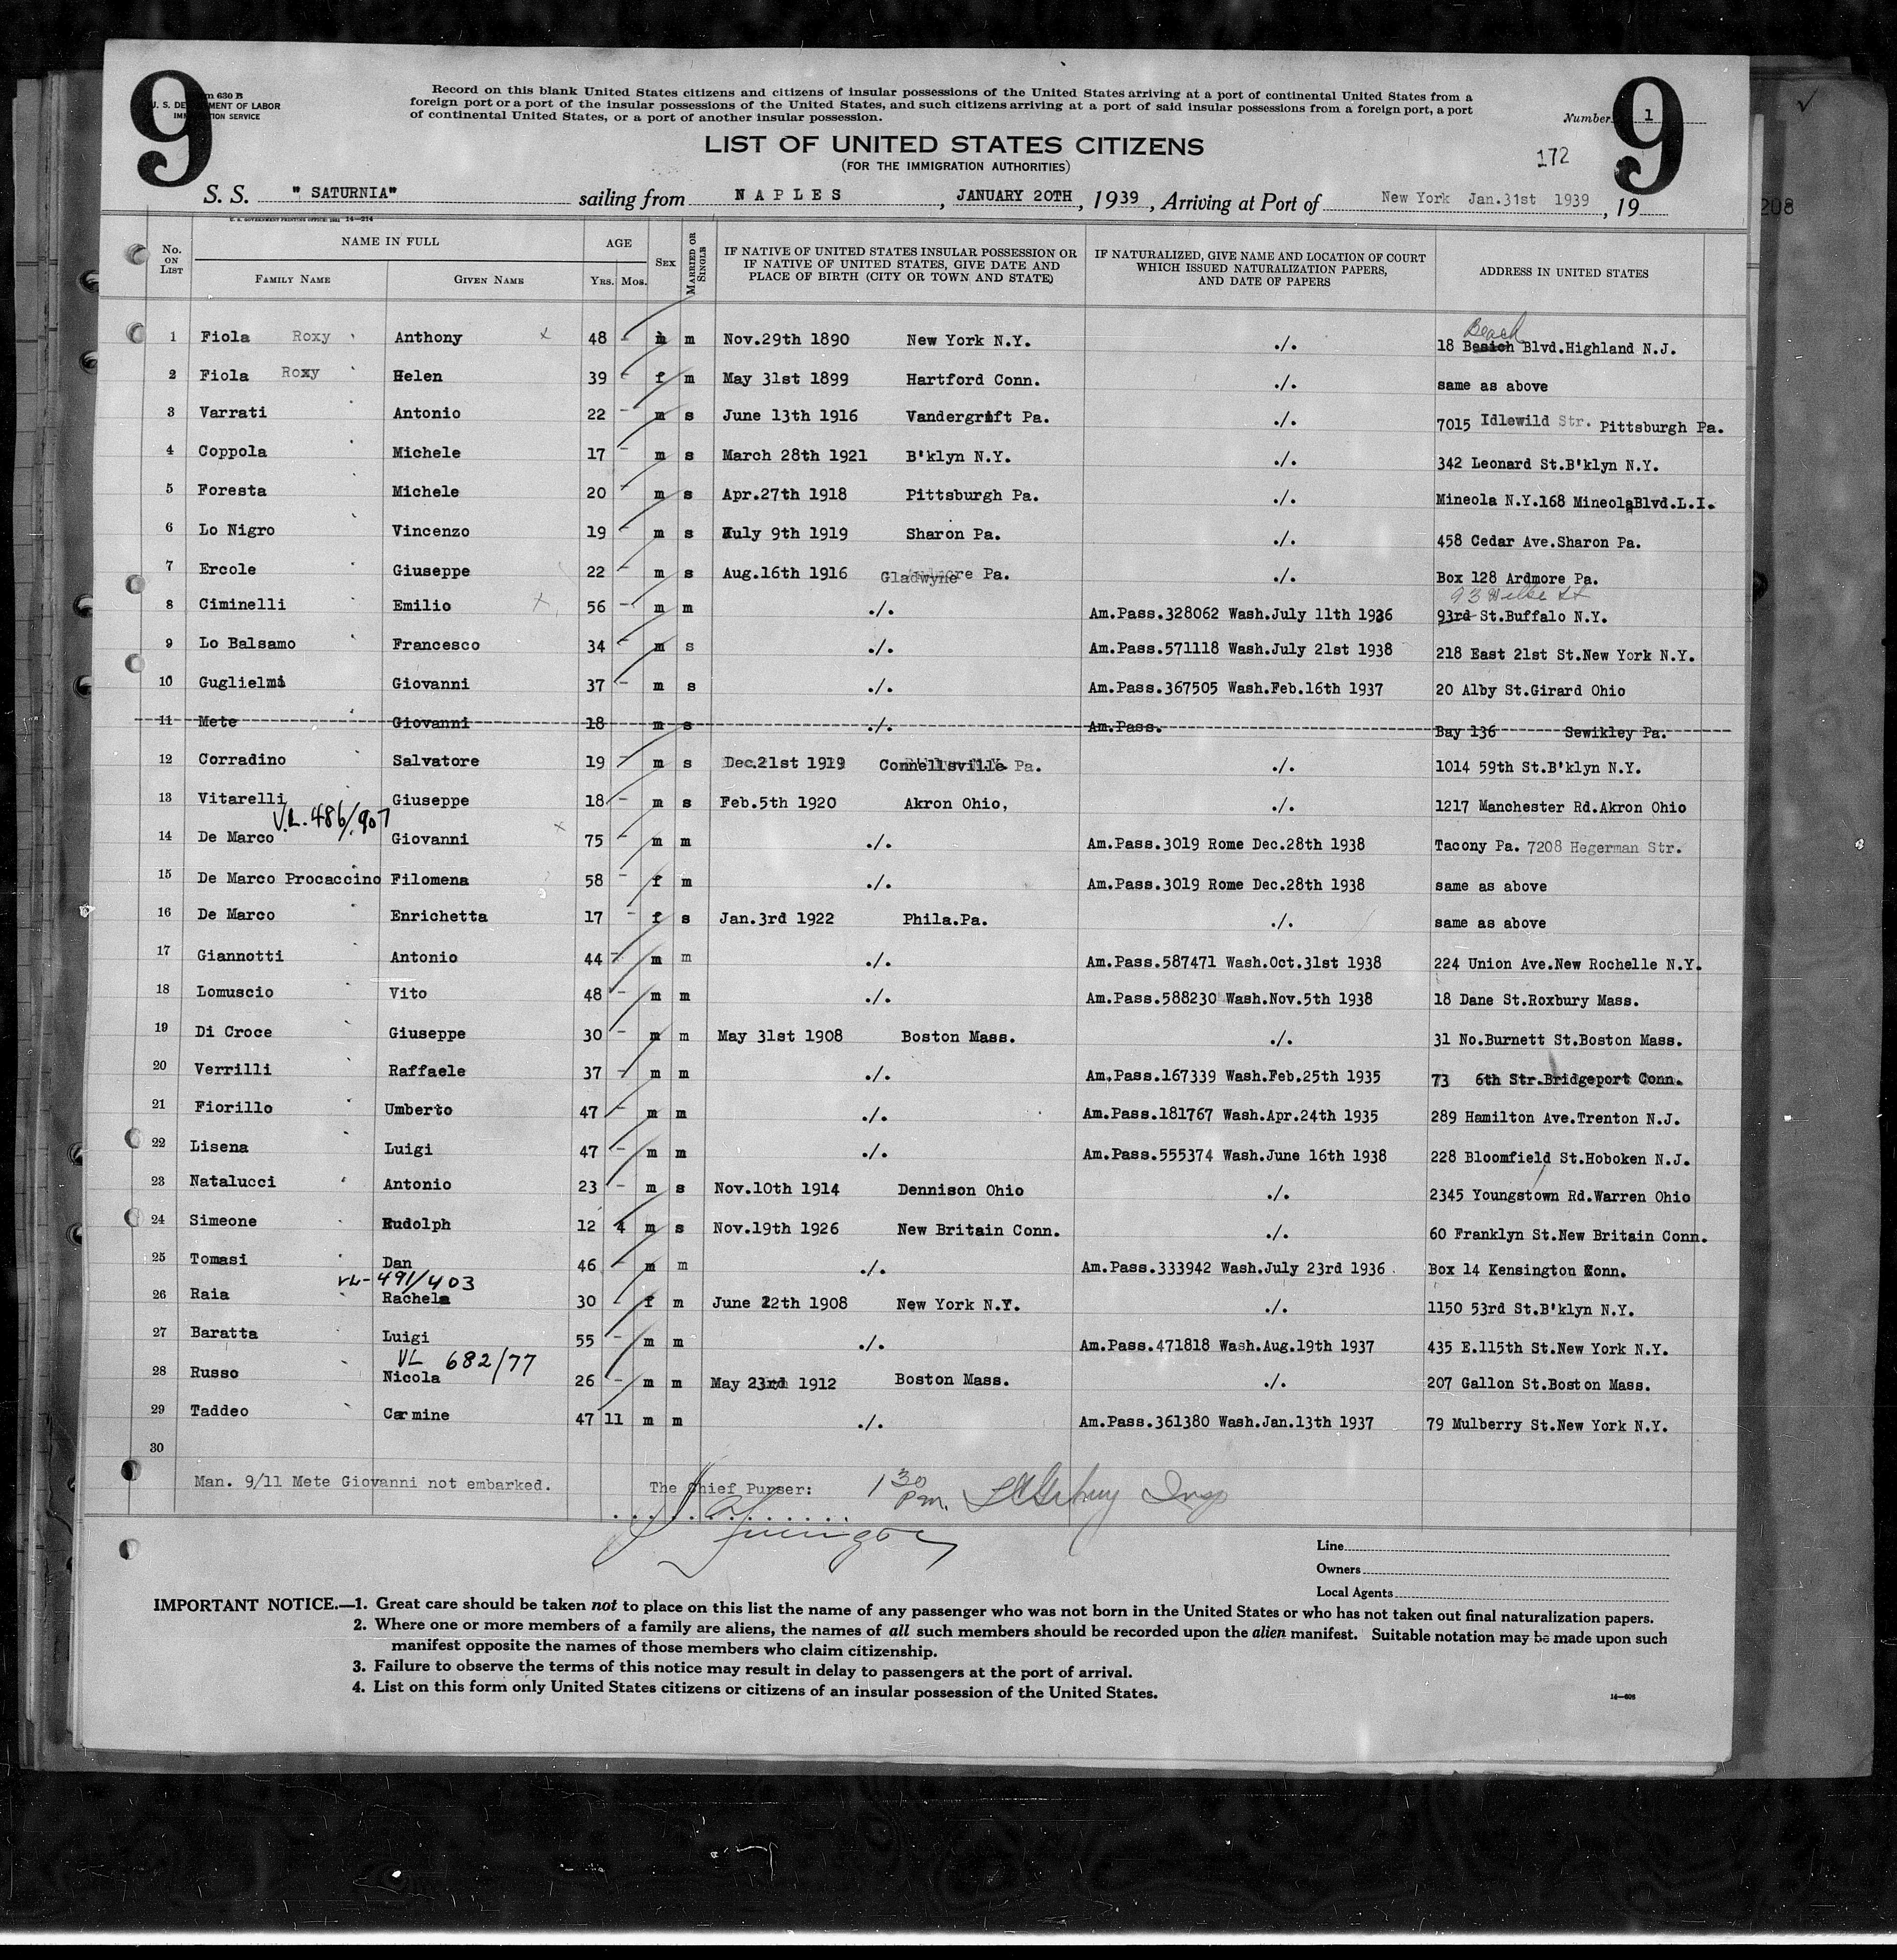 9 9
Form 630 B
U. S. DEPARTMENT OF LABOR
IMMIGRATION SERVICE
Record on this blank United States citizens and citizens of insular possessions of the United States arriving at a port of continental United States from a
foreign port or a port of the insular possessions of the United States, and such citizens arriving at a port of said insular possessions from a foreign port, a port
of continental United States, or a port of another insular possession.
Number 1
LIST OF UNITED STATES CITIZENS
(FOR THE IMMIGRATION AUTHORITIES)
172
S. S. "SATURNIA" sailing from NAPLES, JANUARY 20TH, 1939, Arriving at Port of New York Jan.31st 1939, 19
U. S. GOVERNMENT PRINTING OFFICE: 14—214
208
No. ON LIST NAME IN FULL AGE SEX MARRIED OR SINGLE IF NATIVE OF UNITED STATES INSULAR POSSESSION OR IF NATIVE OF UNITED STATES, GIVE DATE AND PLACE OF BIRTH (CITY OR TOWN AND STATE) IF NATURALIZED, GIVE NAME AND LOCATION OF COURT WHICH ISSUED NATURALIZATION PAPERS, AND DATE OF PAPERS ADDRESS IN UNITED STATES
FAMILY NAME GIVEN NAME YRS. MOS.
1 Fiola Roxy Anthony x 48 - m m Nov.29th 1890 New York N.Y. ./. 18 Besich Beach Blvd.Highland N.J.
2 Fiola Roxy Helen 39 - f m May 31st 1899 Hartford Conn. ./. same as above
3 Varrati Antonio 22 - m s June 13th 1916 Vandergrift Pa. ./. 7015 Idlewild Str. Pittsburgh Pa.
4 Coppola Michele 17 - m s March 28th 1921 B'klyn N.Y. ./. 342 Leonard St.B'klyn N.Y.
5 Foresta Michele 20 - m s Apr.27th 1918 Pittsburgh Pa. ./. Mineola N.Y.168 Mineola Blvd.L.I.
6 Lo Nigro Vincenzo 19 - m s July 9th 1919 Sharon Pa. ./. 458 Cedar Ave.Sharon Pa.
7 Ercole Giuseppe 22 - m s Aug.16th 1916 Gladwyne Pa. ./. Box 128 Ardmore Pa.
8 Ciminelli Emilio x 56 - m m ./. Am.Pass.328062 Wash.July 11th 1936 93rd St.Buffalo N.Y.
9 Lo Balsamo Francesco 34 - m s ./. Am.Pass.571118 Wash.July 21st 1938 218 East 21st St.New York N.Y.
10 Guglielmi Giovanni 37 - m s ./. Am.Pass.367505 Wash.Feb.16th 1937 20 Alby St.Girard Ohio
11 Mete Giovanni 18 m s ./. Am.Pass. Bay 136 Sewikley Pa.
12 Corradino Salvatore 19 - m s Dec.21st 1919 Connellsville Pa. ./. 1014 59th St.B'klyn N.Y.
13 Vitarelli Giuseppe 18 - m s Feb.5th 1920 Akron Ohio, ./. 1217 Manchester Rd.Akron Ohio
V.L. 486/907
14 De Marco Giovanni x 75 - m m ./. Am.Pass.3019 Rome Dec.28th 1938 Tacony Pa. 7208 Hegerman Str.
15 De Marco Procaccino Filomena 58 - f m ./. Am.Pass.3019 Rome Dec.28th 1938 same as above
16 De Marco Enrichetta 17 - f s Jan.3rd 1922 Phila.Pa. ./. same as above
17 Giannotti Antonio 44 - m m ./. Am.Pass.587471 Wash.Oct.31st 1938 224 Union Ave.New Rochelle N.Y.
18 Lomuscio Vito 48 - m m ./. Am.Pass.588230 Wash.Nov.5th 1938 18 Dane St.Roxbury Mass.
19 Di Croce Giuseppe 30 - m m May 31st 1908 Boston Mass. ./. 31 No.Burnett St.Boston Mass.
20 Verrilli Raffaele 37 - m m ./. Am.Pass.167339 Wash.Feb.25th 1935 73 6th Str.Bridgeport Conn.
21 Fiorillo Umberto 47 - m m ./. Am.Pass.181767 Wash.Apr.24th 1935 289 Hamilton Ave.Trenton N.J.
22 Lisena Luigi 47 - m m ./. Am.Pass.555374 Wash.June 16th 1938 228 Bloomfield St.Hoboken N.J.
23 Natalucci Antonio 23 - m s Nov.10th 1914 Dennison Ohio ./. 2345 Youngstown Rd.Warren Ohio
24 Simeone Rudolph 12 4 m s Nov.19th 1926 New Britain Conn. ./. 60 Franklyn St.New Britain Conn.
25 Tomasi Dan 46 - m m ./. Am.Pass.333942 Wash.July 23rd 1936 Box 14 Kensington Conn.
VL-491/403
26 Raia Rachela 30 - f m June 22th 1908 New York N.Y. ./. 1150 53rd St.B'klyn N.Y.
27 Baratta Luigi 55 - m m ./. Am.Pass.471818 Wash.Aug.19th 1937 435 E.115th St.New York N.Y.
VL 682/77
28 Russo Nicola 26 - m m May 23rd 1912 Boston Mass. ./. 207 Gallon St.Boston Mass.
29 Taddeo Carmine 47 11 m m ./. Am.Pass.361380 Wash.Jan.13th 1937 79 Mulberry St.New York N.Y.
30
Man. 9/11 Mete Giovanni not embarked. The Chief Purser: 1 30 P.m. Insp
Line
Owners
Local Agents
IMPORTANT NOTICE.—1. Great care should be taken not to place on this list the name of any passenger who was not born in the United States or who has not taken out final naturalization papers.
2. Where one or more members of a family are aliens, the names of all such members should be recorded upon the alien manifest. Suitable notation may be made upon such
manifest opposite the names of those members who claim citizenship.
3. Failure to observe the terms of this notice may result in delay to passengers at the port of arrival.
4. List on this form only United States citizens or citizens of an insular possession of the United States.